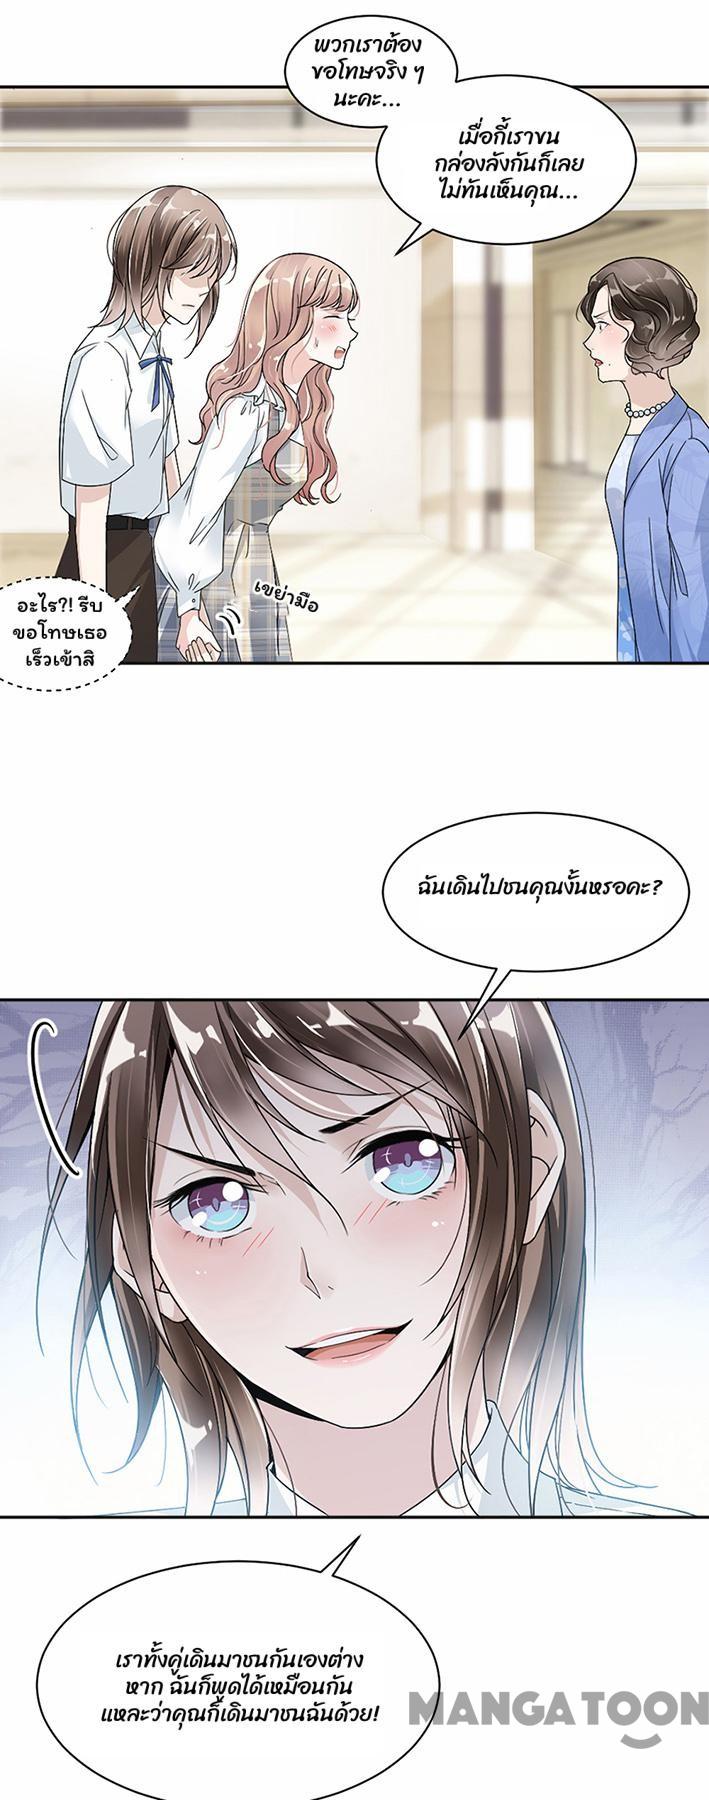 พวกเราต้อง
ขอโทษจริง ๆ
นะคะ...
เมื่อกี้เราขน
กล่องลังกันก็เลย
ไม่ทันเห็นคุณ...
เขย่ามือ
อะไร?! รีบ
ขอโทษเธอ
เร็วเข้าสิ
ฉันเดินไปชนคุณงั้นหรอคะ?
เราทั้งคู่เดินมาชนกันเองต่าง
หาก ฉันก็พูดได้เหมือนกัน
แหละว่าคุณก็เดินมาชนฉันด้วย!
MANGATOON